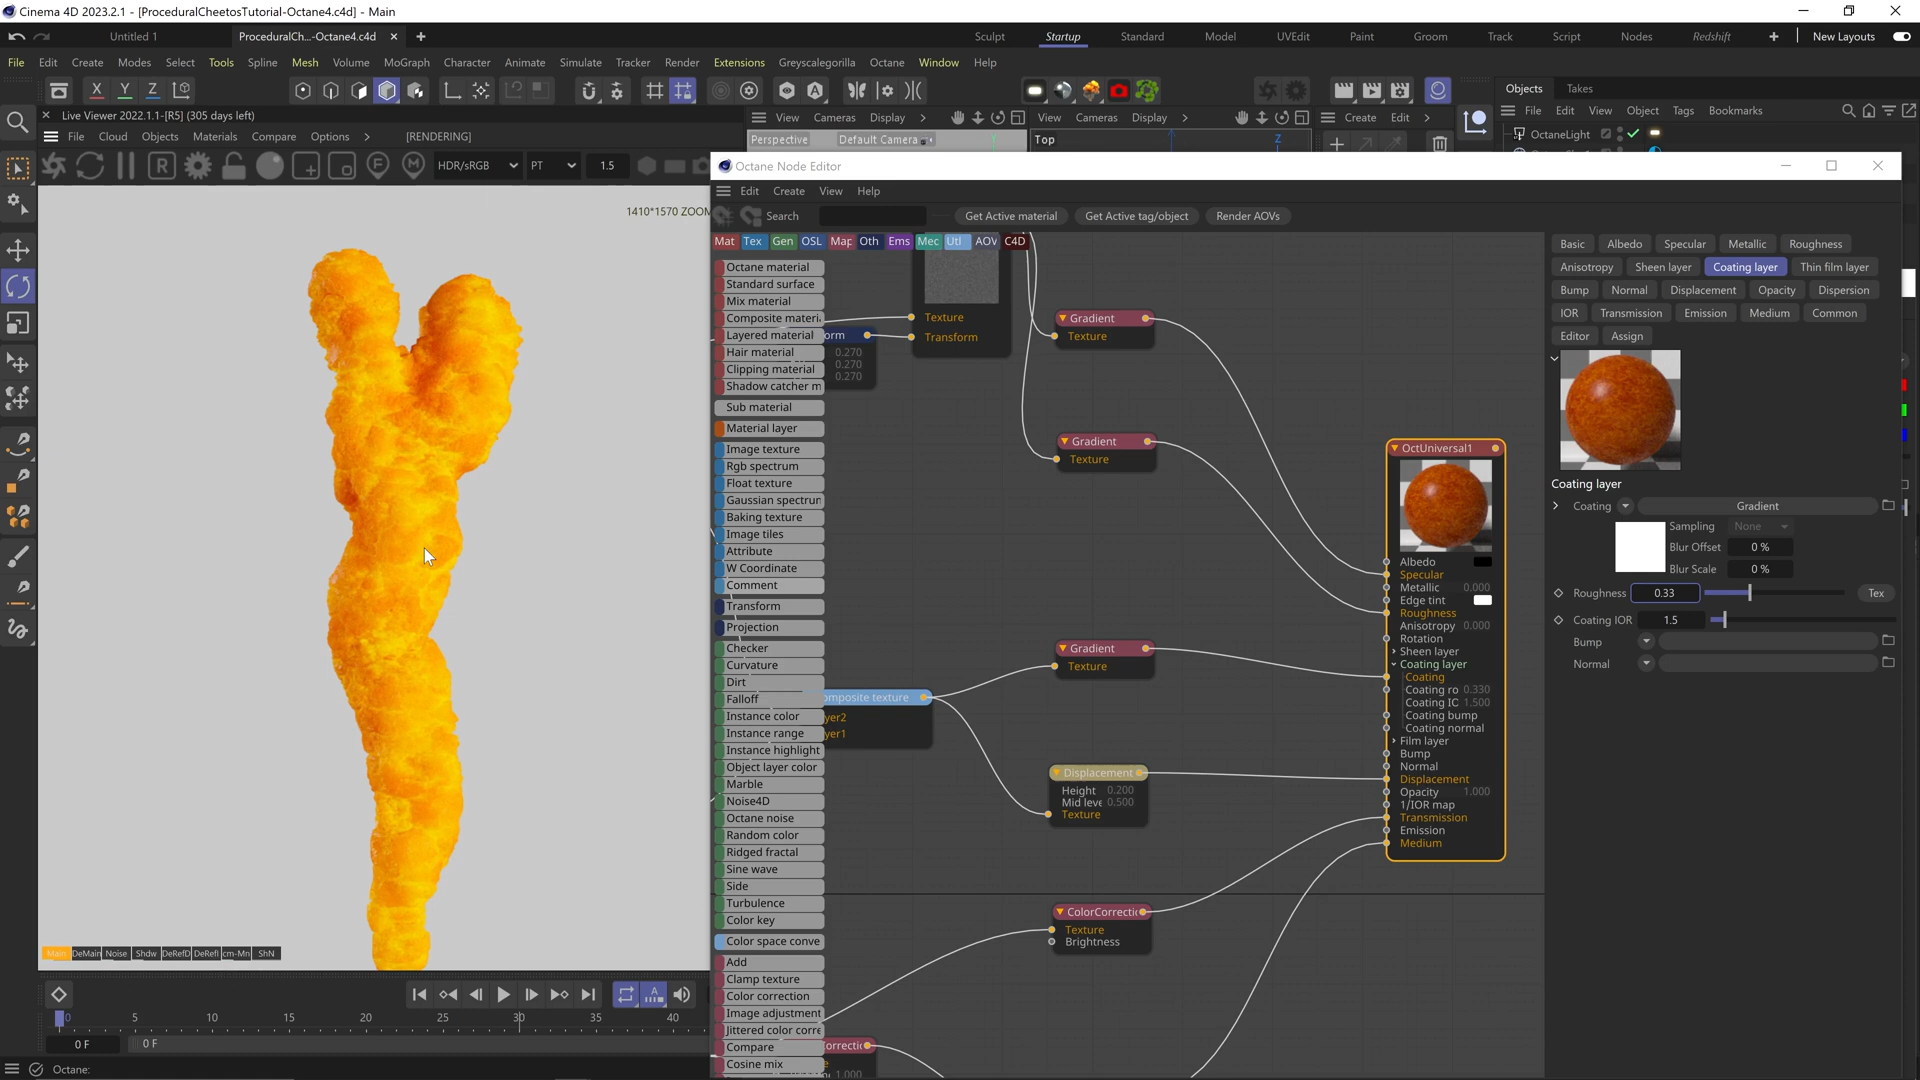 Cinema 4D 2023.2.1 - [ProceduralCheetosTutorial-Octane4.c4d] - Main
Untitled 1
ProceduralCh...-Octane4.c4d
Sculpt Startup Standard Model UVEdit Paint Groom Track Script Nodes Redshift New Layouts
File Edit Create Modes Select Tools Spline Mesh Volume MoGraph Character Animate Simulate Tracker Render Extensions Greyscalegorilla Octane Window Help
X Y Z
Objects Takes
Live Viewer 2022.1.1-[R5] (305 days left)
View Cameras Display
View Cameras Display
Create Edit
File Edit View Object Tags Bookmarks
File Cloud Objects Materials Compare Options [RENDERING]
Perspective Default Camera
Top Z
OctaneLight
HDR/sRGB PT 1.5
Octane Node Editor
Edit Create View Help
1410*1570 ZOOM
Search Get Active material Get Active tag/object Render AOVs
Mat Tex Gen OSL Map Oth Ems Mec Utl AOV C4D
Octane material
Standard surface
Mix material
Composite materi
Layered material
Hair material
Clipping material
Shadow catcher m
Sub material
Material layer
Image texture
Rgb spectrum
Float texture
Gaussian spectrun
Baking texture
Image tiles
Attribute
W Coordinate
Comment
Transform
Projection
Checker
Curvature
Dirt
Falloff
Instance color
Instance range
Instance highlight
Object layer color
Marble
Noise4D
Octane noise
Random color
Ridged fractal
Sine wave
Side
Turbulence
Color key
Color space conve
Add
Clamp texture
Color correction
Image adjustment
Jittered color corre
Compare
Cosine mix
orm
0.270
0.270
0.270
Texture
Transform
Gradient
Texture
Gradient
Texture
Gradient
Texture
omposite texture
yer2
yer1
Displacement
Height 0.200
Mid leve 0.500
Texture
ColorCorrectic
Texture
Brightness
orrectic
1.000
OctUniversal1
Albedo
Specular
Metallic 0.000
Edge tint
Roughness
Anisotropy 0.000
Rotation
Sheen layer
Coating layer
Coating
Coating ro 0.330
Coating IC 1.500
Coating bump
Coating normal
Film layer
Bump
Normal
Displacement
Opacity 1.000
1/IOR map
Transmission
Emission
Medium
Basic Albedo Specular Metallic Roughness
Anisotropy Sheen layer Coating layer Thin film layer
Bump Normal Displacement Opacity Dispersion
IOR Transmission Emission Medium Common
Editor Assign
Coating layer
Coating Gradient
Sampling None
Blur Offset 0 %
Blur Scale 0 %
Roughness 0.33 Tex
Coating IOR 1.5
Bump
Normal
Main DeMain Noise Shdw DeRefD DeRefl cm-Mn ShN
0 5 10 15 20 25 30 35 40
0 F 0 F
Octane: